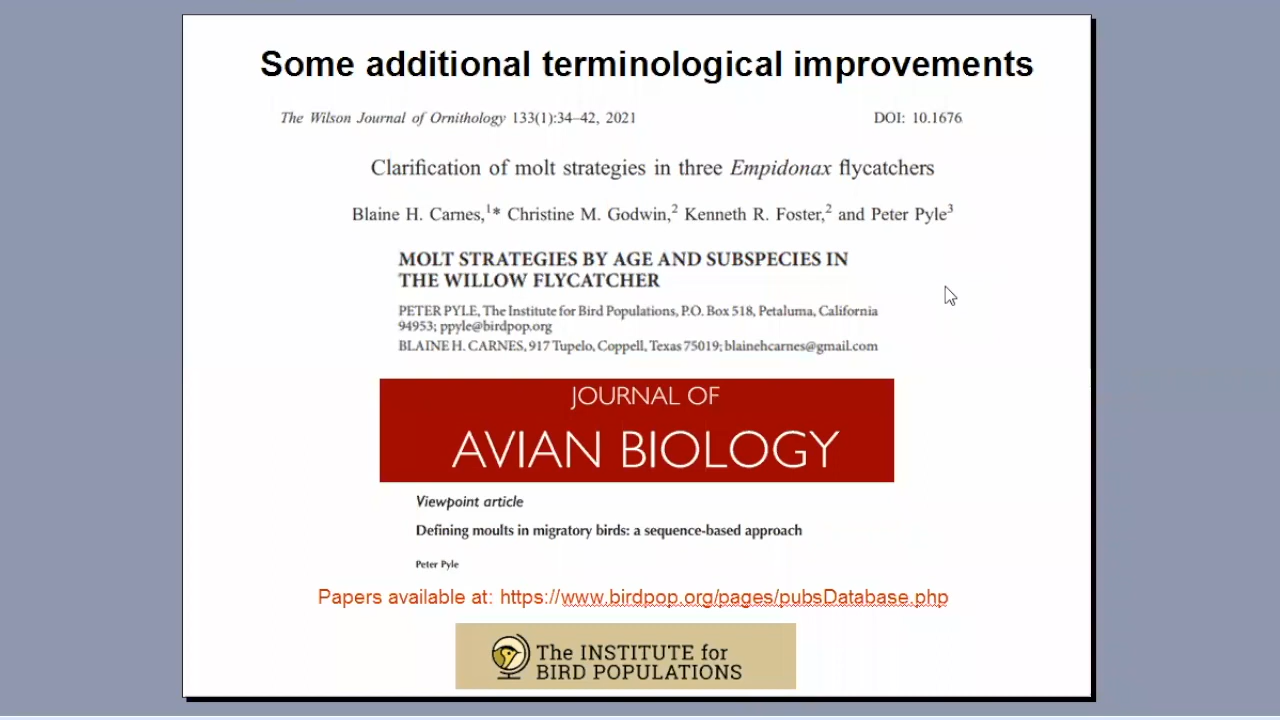 Some additional terminological improvements
The Wilson Journal of Ornithology 133(1):34–42, 2021 DOI: 10.1676
Clarification of molt strategies in three Empidonax flycatchers
Blaine H. Carnes,1* Christine M. Godwin,2 Kenneth R. Foster,2 and Peter Pyle3
MOLT STRATEGIES BY AGE AND SUBSPECIES IN
THE WILLOW FLYCATCHER
PETER PYLE, The Institute for Bird Populations, P.O. Box 518, Petaluma, California
94953; ppyle@birdpop.org
BLAINE H. CARNES, 917 Tupelo, Coppell, Texas 75019; blainehcarnes@gmail.com
JOURNAL OF
AVIAN BIOLOGY
Viewpoint article
Defining moults in migratory birds: a sequence-based approach
Peter Pyle
Papers available at: https://www.birdpop.org/pages/pubsDatabase.php
The INSTITUTE for
BIRD POPULATIONS